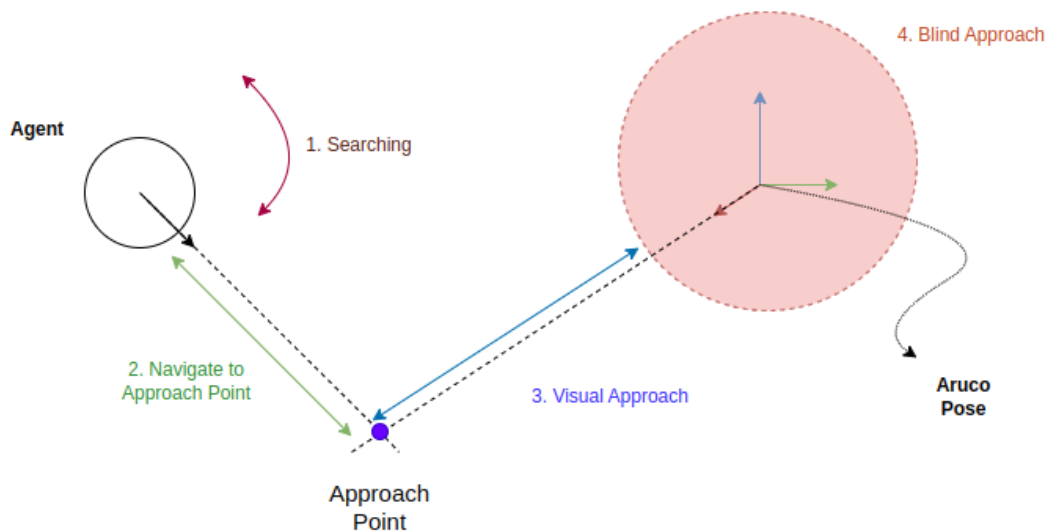 4. Blind Approach
Agent
1. Searching
2. Navigate to
Approach Point
3. Visual Approach
Aruco
Pose
Approach
Point